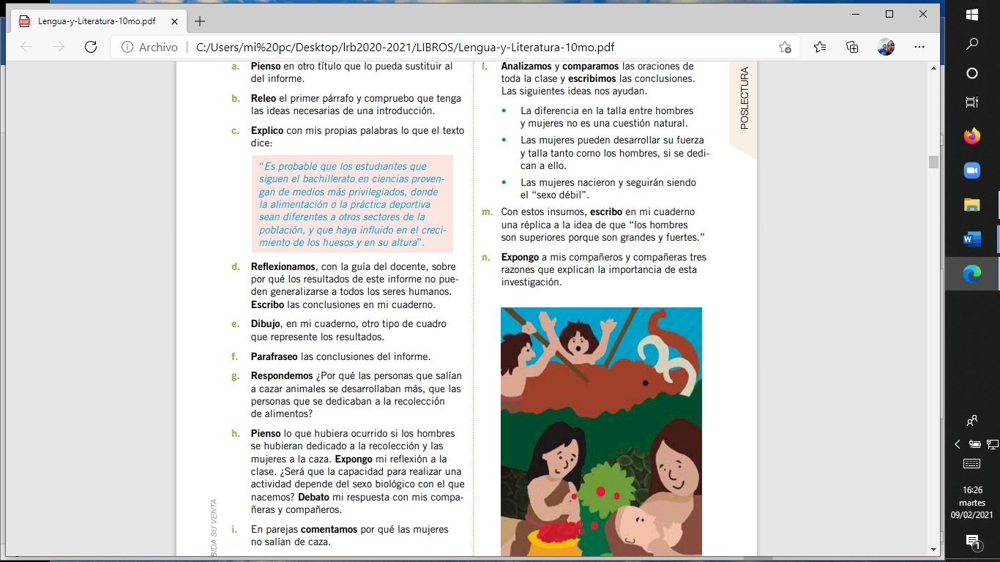 Lengua-y-Literatura-10mo.pdf
Archivo
C:/Users/mi%20pc/Desktop/lrb2020-2021/LIBROS/Lengua-y-Literatura-10mo.pdf
a. Pienso en otro título que lo pueda sustituir al
del informe.
b. Releo el primer párrafo y compruebo que tenga
las ideas necesarias de una introducción.
c. Explico con mis propias palabras lo que el texto
dice:
“Es probable que los estudiantes que
siguen el bachillerato en ciencias proven-
gan de medios más privilegiados, donde
la alimentación o la práctica deportiva
sean diferentes a otros sectores de la
población, y que haya influido en el creci-
miento de los huesos y en su altura”.
d. Reflexionamos, con la guía del docente, sobre
por qué los resultados de este informe no pue-
den generalizarse a todos los seres humanos.
Escribo las conclusiones en mi cuaderno.
e. Dibujo, en mi cuaderno, otro tipo de cuadro
que represente los resultados.
f. Parafraseo las conclusiones del informe.
g. Respondemos ¿Por qué las personas que salían
a cazar animales se desarrollaban más, que las
personas que se dedicaban a la recolección
de alimentos?
h. Pienso lo que hubiera ocurrido si los hombres
se hubieran dedicado a la recolección y las
mujeres a la caza. Expongo mi reflexión a la
clase. ¿Será que la capacidad para realizar una
actividad depende del sexo biológico con el que
nacemos? Debato mi respuesta con mis compa-
ñeras y compañeros.
i. En parejas comentamos por qué las mujeres
no salían de caza.
BIDA SU VENTA
l. Analizamos y comparamos las oraciones de
toda la clase y escribimos las conclusiones.
Las siguientes ideas nos ayudan.
• La diferencia en la talla entre hombres
y mujeres no es una cuestión natural.
• Las mujeres pueden desarrollar su fuerza
y talla tanto como los hombres, si se dedi-
can a ello.
• Las mujeres nacieron y seguirán siendo
el “sexo débil”.
m. Con estos insumos, escribo en mi cuaderno
una réplica a la idea de que “los hombres
son superiores porque son grandes y fuertes.”
n. Expongo a mis compañeros y compañeras tres
razones que explican la importancia de esta
investigación.
POSLECTURA
16:26
martes
09/02/2021
1